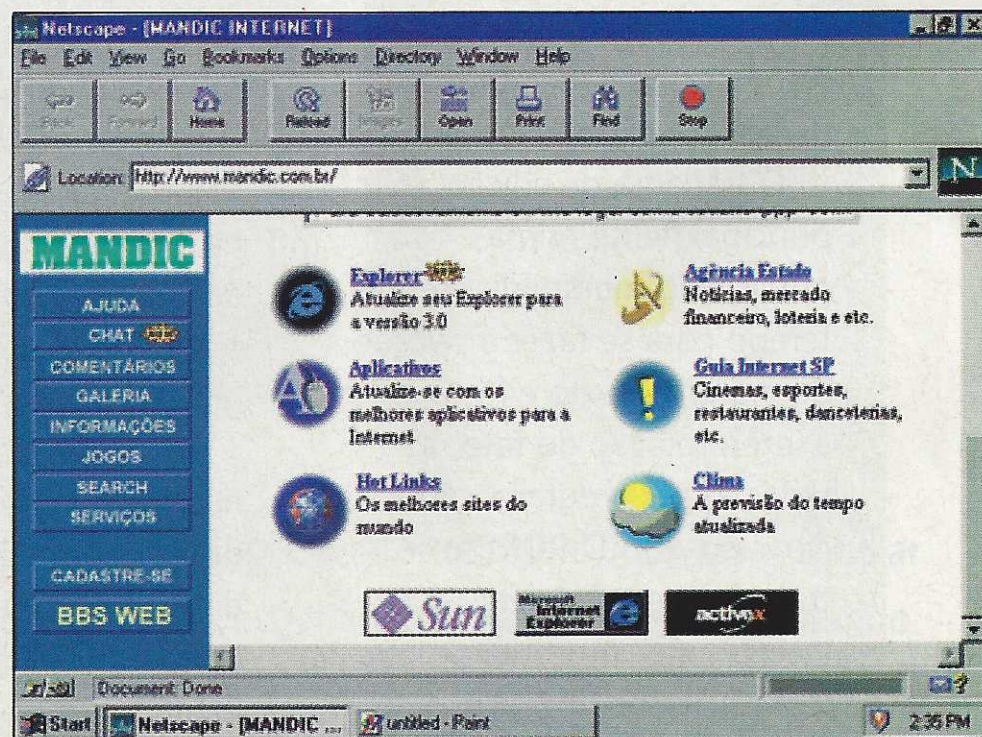 Netscape - [MANDIC INTERNET]
File Edit View Go Bookmarks Options Directory Window Help
Back Forward Home Reload Images Open Print Find Stop
Location: http://www.mandic.com.br/
MANDIC
AJUDA
CHAT
COMENTÁRIOS
GALERIA
INFORMAÇÕES
JOGOS
SEARCH
SERVIÇOS
CADASTRE-SE
BBS WEB
Explorer
Atualize seu Explorer para
a versão 3.0
Aplicativos
Atualize-se com os
melhores aplicativos para a
Internet
Hot Links
Os melhores sites do
mundo
Agência Estado
Notícias, mercado
financeiro, loteria e etc.
Guia Internet SP
Cinemas, esportes,
restaurantes, danceterias,
etc.
Clima
A previsão do tempo
atualizada
Sun
Microsoft
Internet
Explorer
activex
Document: Done
Start Netscape - [MANDIC ... untitled - Paint 2:35 PM